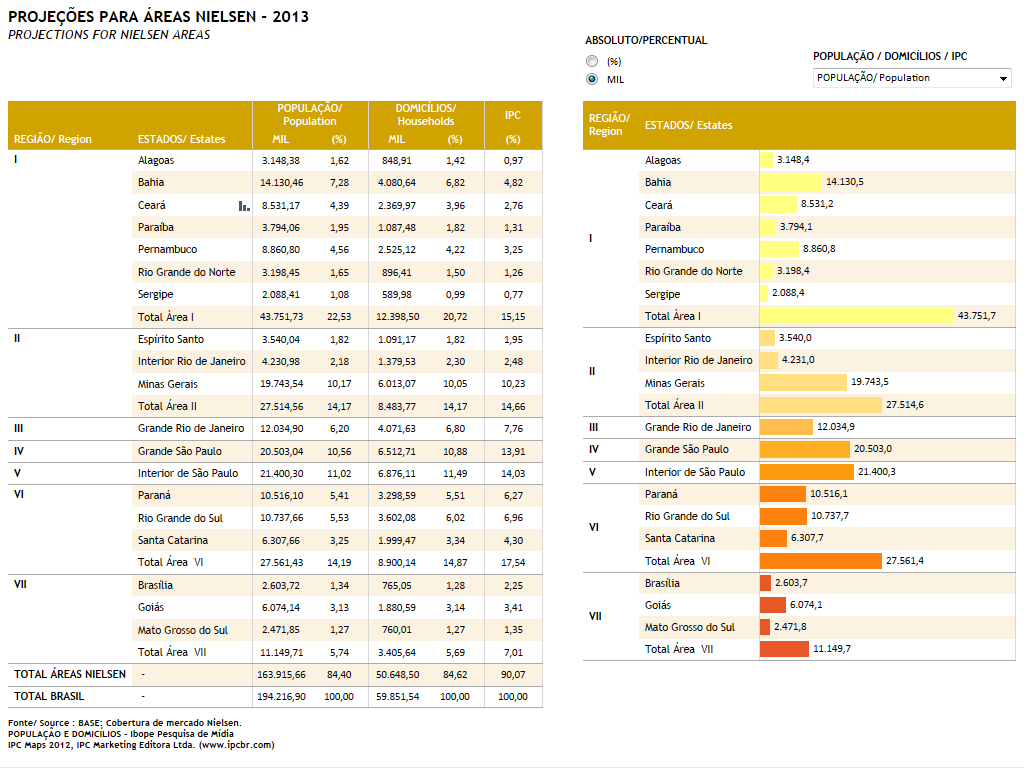 PROJEÇÕES PARA ÁREAS NIELSEN - 2013
PROJECTIONS FOR NIELSEN AREAS
ABSOLUTO/PERCENTUAL
(%)
MIL
POPULAÇÃO / DOMICÍLIOS / IPC
POPULAÇÃO/ Population
REGIÃO/ Region ESTADOS/ Estates POPULAÇÃO/ Population DOMICÍLIOS/ Households IPC
MIL (%) MIL (%) (%)
I Alagoas 3.148,38 1,62 848,91 1,42 0,97
Bahia 14.130,46 7,28 4.080,64 6,82 4,82
Ceará 8.531,17 4,39 2.369,97 3,96 2,76
Paraíba 3.794,06 1,95 1.087,48 1,82 1,31
Pernambuco 8.860,80 4,56 2.525,12 4,22 3,25
Rio Grande do Norte 3.198,45 1,65 896,41 1,50 1,26
Sergipe 2.088,41 1,08 589,98 0,99 0,77
Total Àrea I 43.751,73 22,53 12.398,50 20,72 15,15
II Espírito Santo 3.540,04 1,82 1.091,17 1,82 1,95
Interior Rio de Janeiro 4.230,98 2,18 1.379,53 2,30 2,48
Minas Gerais 19.743,54 10,17 6.013,07 10,05 10,23
Total Área II 27.514,56 14,17 8.483,77 14,17 14,66
III Grande Rio de Janeiro 12.034,90 6,20 4.071,63 6,80 7,76
IV Grande São Paulo 20.503,04 10,56 6.512,71 10,88 13,91
V Interior de São Paulo 21.400,30 11,02 6.876,11 11,49 14,03
VI Paraná 10.516,10 5,41 3.298,59 5,51 6,27
Rio Grande do Sul 10.737,66 5,53 3.602,08 6,02 6,96
Santa Catarina 6.307,66 3,25 1.999,47 3,34 4,30
Total Área VI 27.561,43 14,19 8.900,14 14,87 17,54
VII Brasília 2.603,72 1,34 765,05 1,28 2,25
Goiás 6.074,14 3,13 1.880,59 3,14 3,41
Mato Grosso do Sul 2.471,85 1,27 760,01 1,27 1,35
Total Área VII 11.149,71 5,74 3.405,64 5,69 7,01
TOTAL ÁREAS NIELSEN - 163.915,66 84,40 50.648,50 84,62 90,07
TOTAL BRASIL - 194.216,90 100,00 59.851,54 100,00 100,00
REGIÃO/ Region ESTADOS/ Estates
I
Alagoas 3.148,4
Bahia 14.130,5
Ceará 8.531,2
Paraíba 3.794,1
Pernambuco 8.860,8
Rio Grande do Norte 3.198,4
Sergipe 2.088,4
Total Àrea I 43.751,7
II
Espírito Santo 3.540,0
Interior Rio de Janeiro 4.231,0
Minas Gerais 19.743,5
Total Área II 27.514,6
III Grande Rio de Janeiro 12.034,9
IV Grande São Paulo 20.503,0
V Interior de São Paulo 21.400,3
VI
Paraná 10.516,1
Rio Grande do Sul 10.737,7
Santa Catarina 6.307,7
Total Área VI 27.561,4
VII
Brasília 2.603,7
Goiás 6.074,1
Mato Grosso do Sul 2.471,8
Total Área VII 11.149,7
Fonte/ Source : BASE: Cobertura de mercado Nielsen.
POPULAÇÃO E DOMICÍLIOS - Ibope Pesquisa de Mídia
IPC Maps 2012, IPC Marketing Editora Ltda. (www.ipcbr.com)